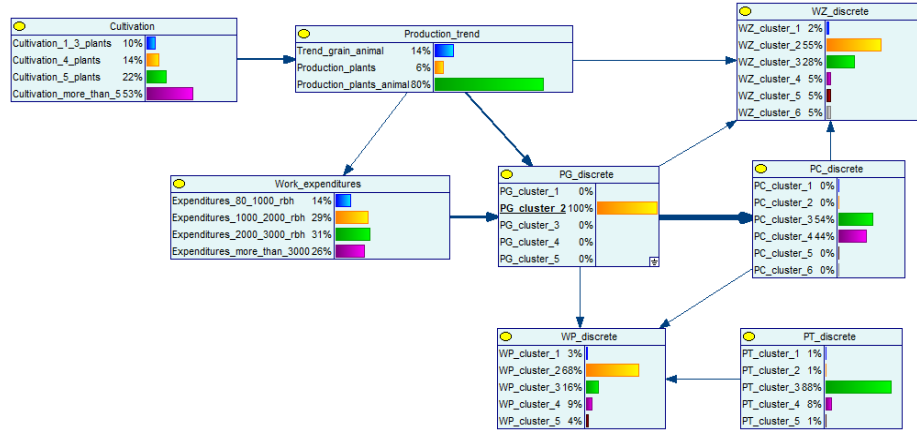 Cultivation
Cultivation_1_3_plants 10%
Cultivation_4_plants 14%
Cultivation_5_plants 22%
Cultivation_more_than_5 53%
Production_trend
Trend_grain_animal 14%
Production_plants 6%
Production_plants_animal 80%
WZ_discrete
WZ_cluster_1 2%
WZ_cluster_2 55%
WZ_cluster_3 28%
WZ_cluster_4 5%
WZ_cluster_5 5%
WZ_cluster_6 5%
Work_expenditures
Expenditures_80_1000_rbh 14%
Expenditures_1000_2000_rbh 29%
Expenditures_2000_3000_rbh 31%
Expenditures_more_than_3000 26%
PG_discrete
PG_cluster_1 0%
PG_cluster_2 100%
PG_cluster_3 0%
PG_cluster_4 0%
PG_cluster_5 0%
PC_discrete
PC_cluster_1 0%
PC_cluster_2 0%
PC_cluster_3 54%
PC_cluster_4 44%
PC_cluster_5 0%
PC_cluster_6 0%
WP_discrete
WP_cluster_1 3%
WP_cluster_2 68%
WP_cluster_3 16%
WP_cluster_4 9%
WP_cluster_5 4%
PT_discrete
PT_cluster_1 1%
PT_cluster_2 1%
PT_cluster_3 88%
PT_cluster_4 8%
PT_cluster_5 1%